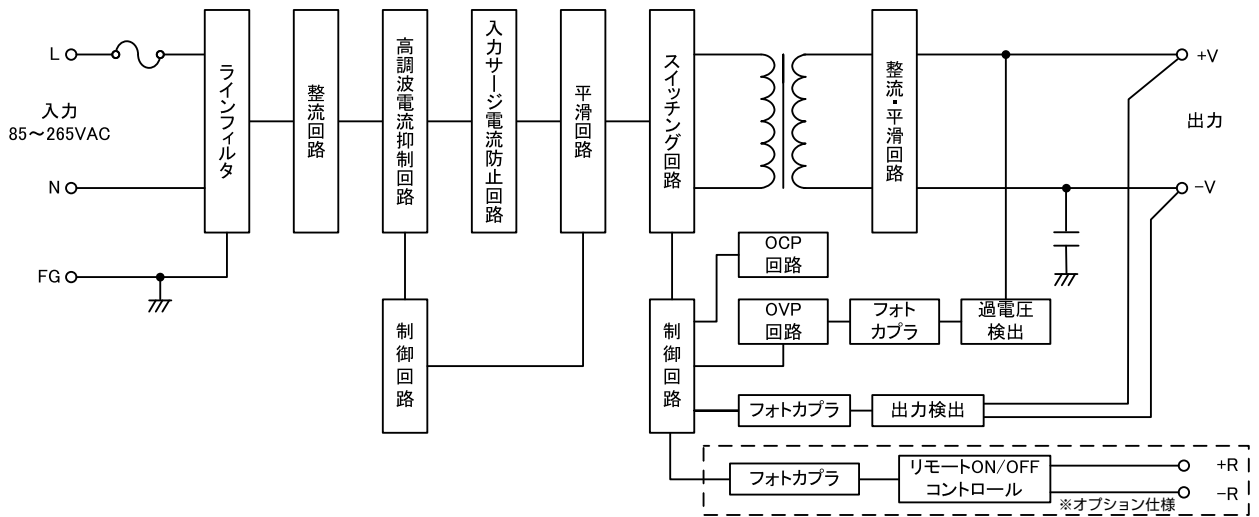 L
入力
85～265VAC
N
FG
ラインフィルタ
整流回路
高調波電流抑制回路
入力サージ電流防止回路
平滑回路
スイッチング回路
整流・平滑回路
+V
出力
−V
制御回路
制御回路
OCP
回路
OVP
回路
フォト
カプラ
過電圧
検出
フォトカプラ
出力検出
フォトカプラ
リモートON/OFF
コントロール
+R
−R
※オプション仕様